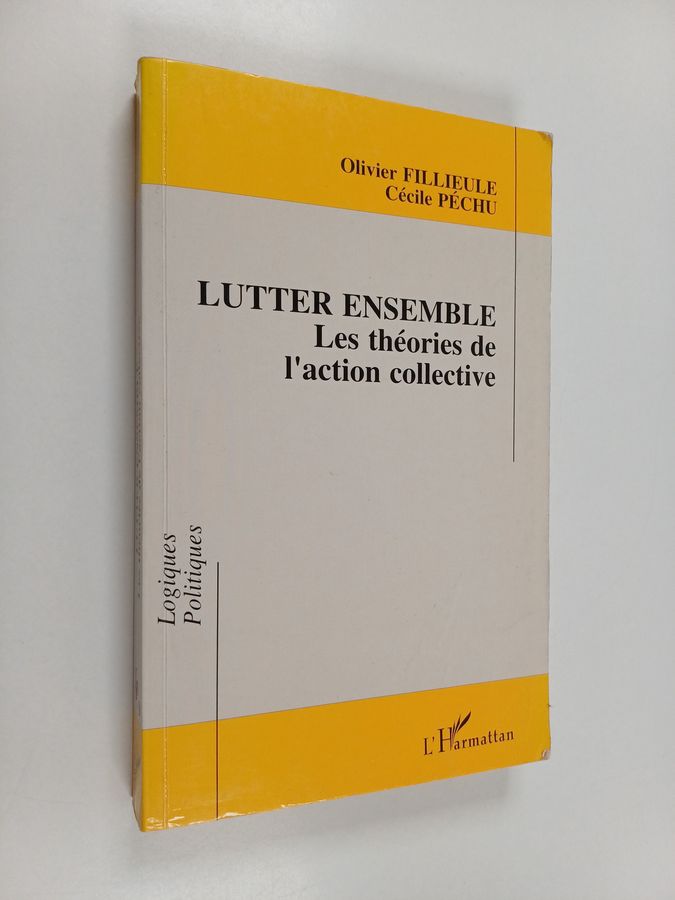 Olivier FILLIEULE
Cécile PÉCHU
LUTTER ENSEMBLE
Les théories de
l'action collective
Logiques
Politiques
L'Harmattan